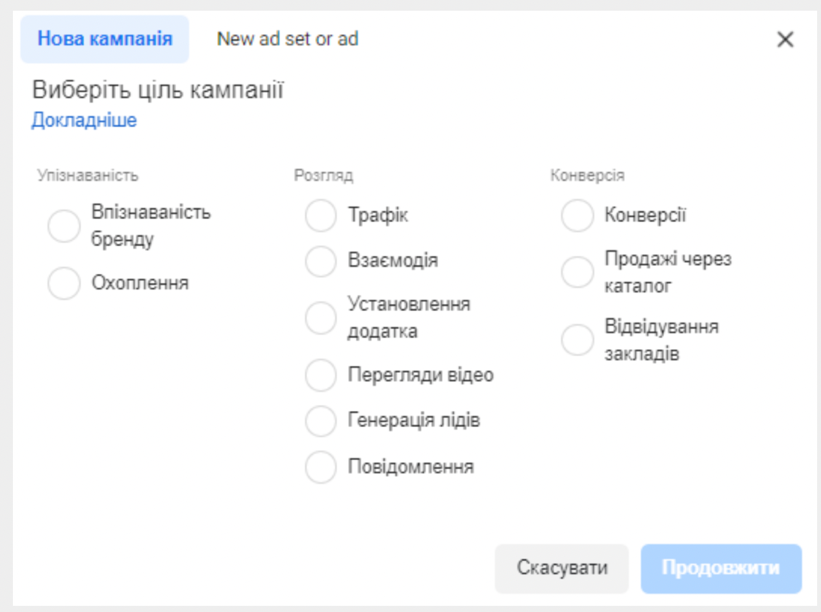 Нова кампанія
New ad set or ad
Виберіть ціль кампанії
Докладніше
Упізнаваність
Впізнаваність
бренду
Охоплення
Розгляд
Трафік
Взаємодія
Установлення
додатка
Перегляди відео
Генерація лідів
Повідомлення
Конверсія
Конверсії
Продажі через
каталог
Відвідування
закладів
Скасувати
Продовжити